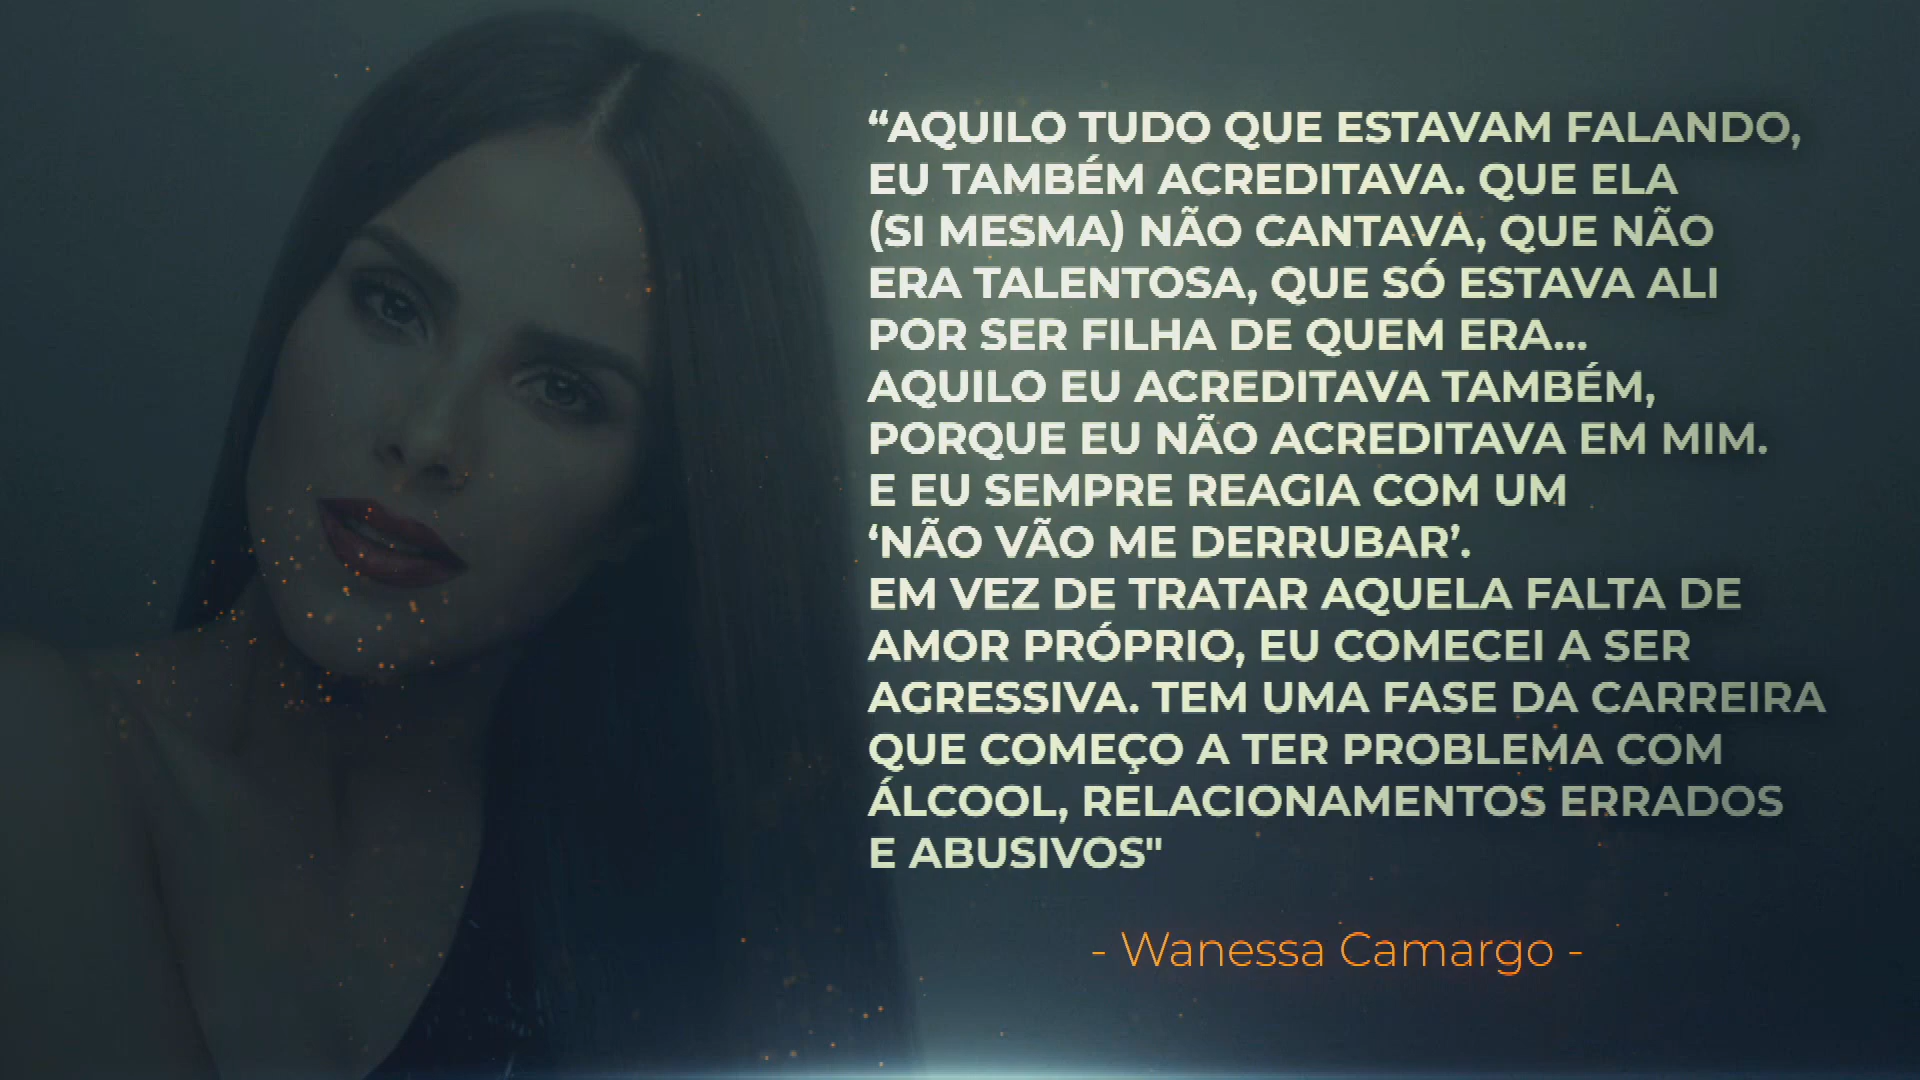 “AQUILO TUDO QUE ESTAVAM FALANDO,
EU TAMBÉM ACREDITAVA. QUE ELA
(SI MESMA) NÃO CANTAVA, QUE NÃO
ERA TALENTOSA, QUE SÓ ESTAVA ALI
POR SER FILHA DE QUEM ERA...
AQUILO EU ACREDITAVA TAMBÉM,
PORQUE EU NÃO ACREDITAVA EM MIM.
E EU SEMPRE REAGIA COM UM
‘NÃO VÃO ME DERRUBAR’.
EM VEZ DE TRATAR AQUELA FALTA DE
AMOR PRÓPRIO, EU COMECEI A SER
AGRESSIVA. TEM UMA FASE DA CARREIRA
QUE COMEÇO A TER PROBLEMA COM
ÁLCOOL, RELACIONAMENTOS ERRADOS
E ABUSIVOS"
- Wanessa Camargo -